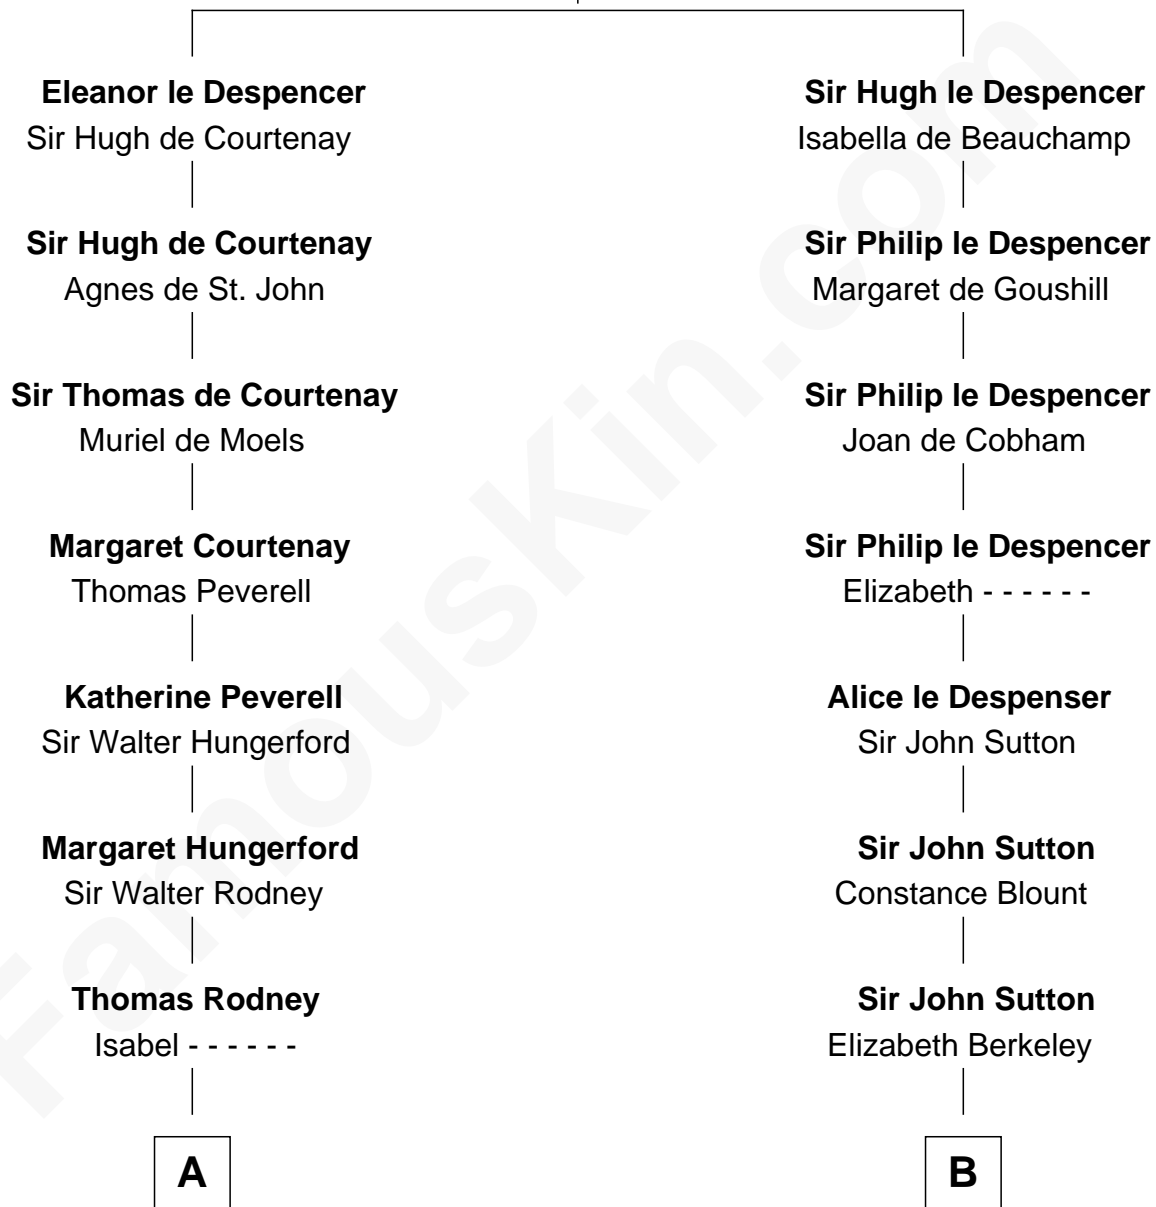 Eleanor le Despencer
Sir Hugh de Courtenay
Sir Hugh de Courtenay
Agnes de St. John
Sir Thomas de Courtenay
Muriel de Moels
Margaret Courtenay
Thomas Peverell
Katherine Peverell
Sir Walter Hungerford
Margaret Hungerford
Sir Walter Rodney
Thomas Rodney
Isabel - - - - - -
A
Sir Hugh le Despencer
Isabella de Beauchamp
Sir Philip le Despencer
Margaret de Goushill
Sir Philip le Despencer
Joan de Cobham
Sir Philip le Despencer
Elizabeth - - - - - -
Alice le Despenser
Sir John Sutton
Sir John Sutton
Constance Blount
Sir John Sutton
Elizabeth Berkeley
B
FamousKin.com